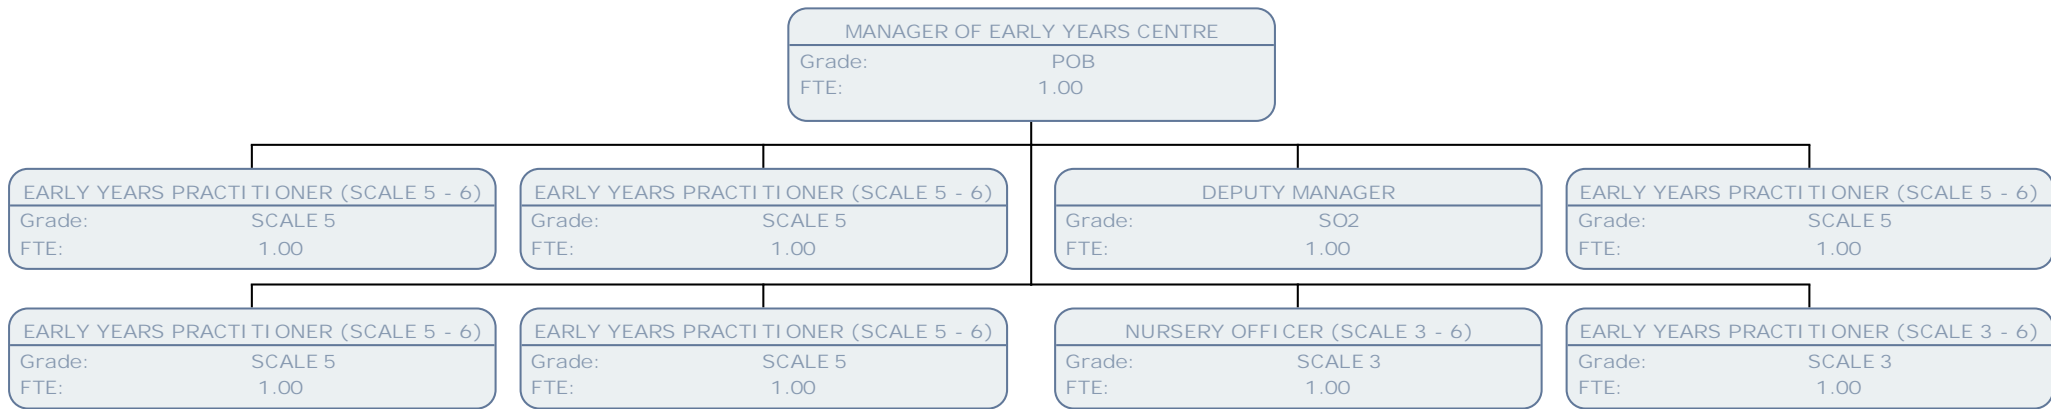 MANAGER OF EARLY YEARS CENTRE
Grade: POB
FTE: 1.00
EARLY YEARS PRACTITIONER (SCALE 5 - 6)
Grade: SCALE 5
FTE: 1.00
EARLY YEARS PRACTITIONER (SCALE 5 - 6)
Grade: SCALE 5
FTE: 1.00
DEPUTY MANAGER
Grade: SO2
FTE: 1.00
EARLY YEARS PRACTITIONER (SCALE 5 - 6)
Grade: SCALE 5
FTE: 1.00
EARLY YEARS PRACTITIONER (SCALE 5 - 6)
Grade: SCALE 5
FTE: 1.00
EARLY YEARS PRACTITIONER (SCALE 5 - 6)
Grade: SCALE 5
FTE: 1.00
NURSERY OFFICER (SCALE 3 - 6)
Grade: SCALE 3
FTE: 1.00
EARLY YEARS PRACTITIONER (SCALE 3 - 6)
Grade: SCALE 3
FTE: 1.00